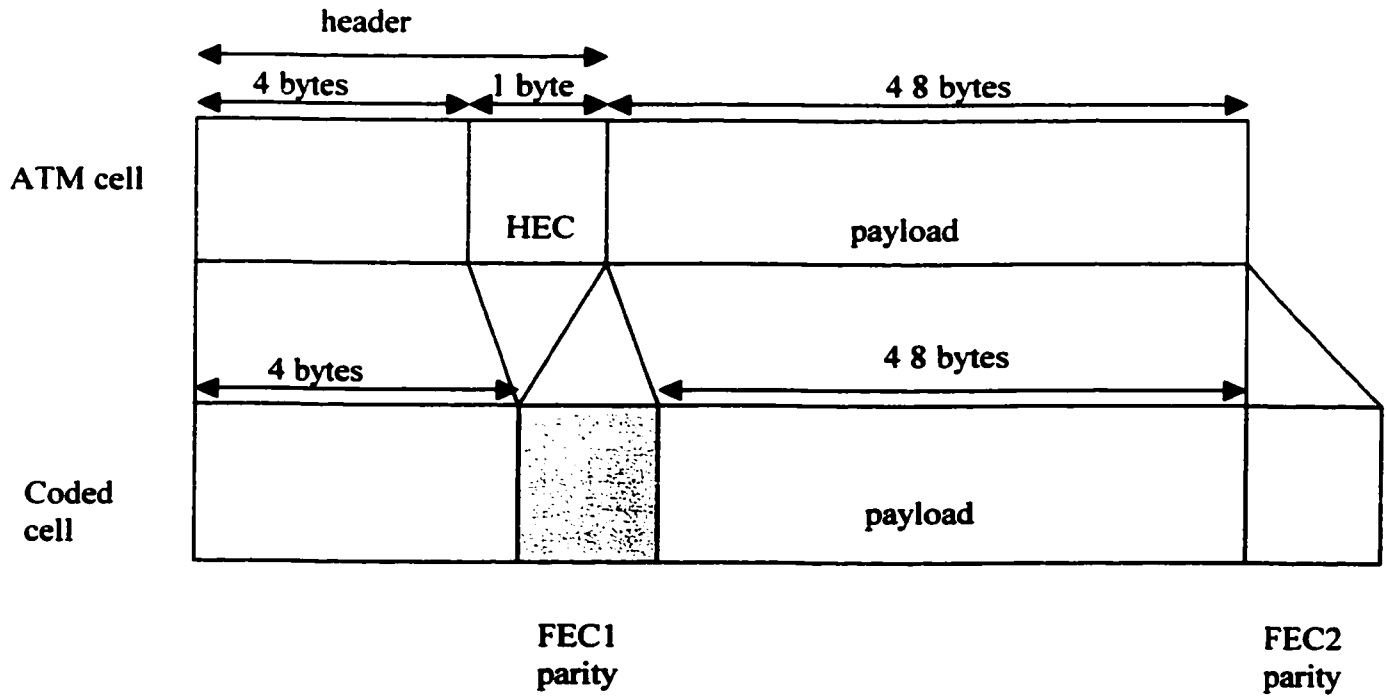 header
4 bytes
1 byte
4 8 bytes
ATM cell
HEC
payload
4 bytes
4 8 bytes
Coded
cell
payload
FEC1
parity
FEC2
parity